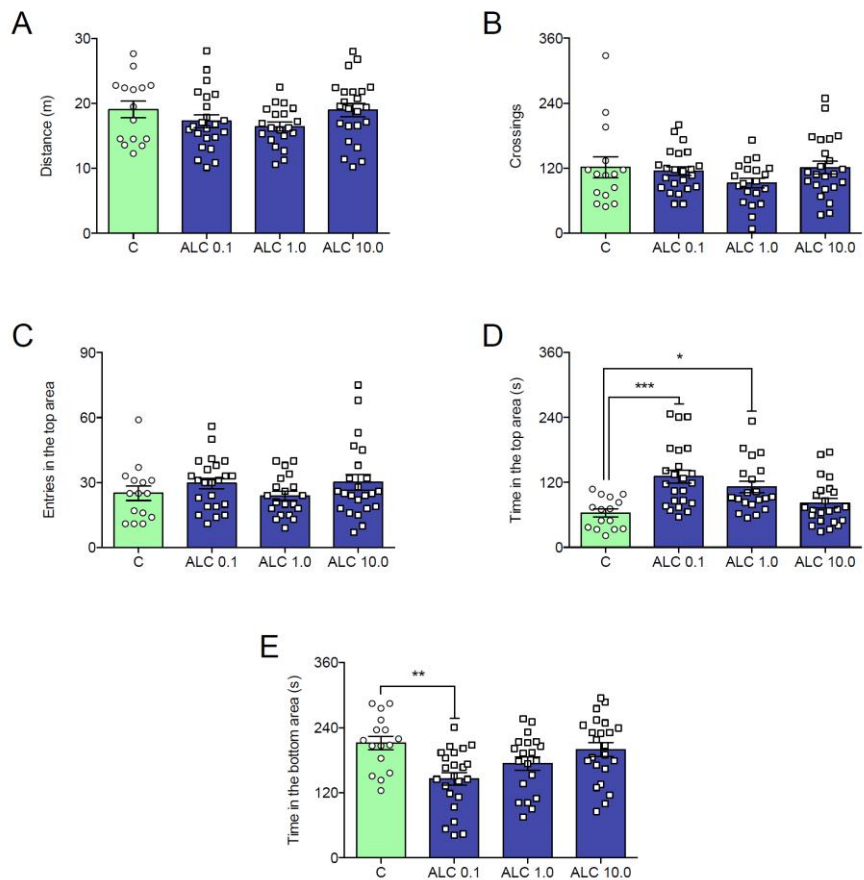 A
Distance (m)
30
20
10
0
C
ALC 0.1
ALC 1.0
ALC 10.0
B
Crossings
360
240
120
0
C
ALC 0.1
ALC 1.0
ALC 10.0
C
Entries in the top area
90
60
30
0
C
ALC 0.1
ALC 1.0
ALC 10.0
D
Time in the top area (s)
360
240
120
0
*
***
C
ALC 0.1
ALC 1.0
ALC 10.0
E
Time in the bottom area (s)
360
240
120
0
**
C
ALC 0.1
ALC 1.0
ALC 10.0